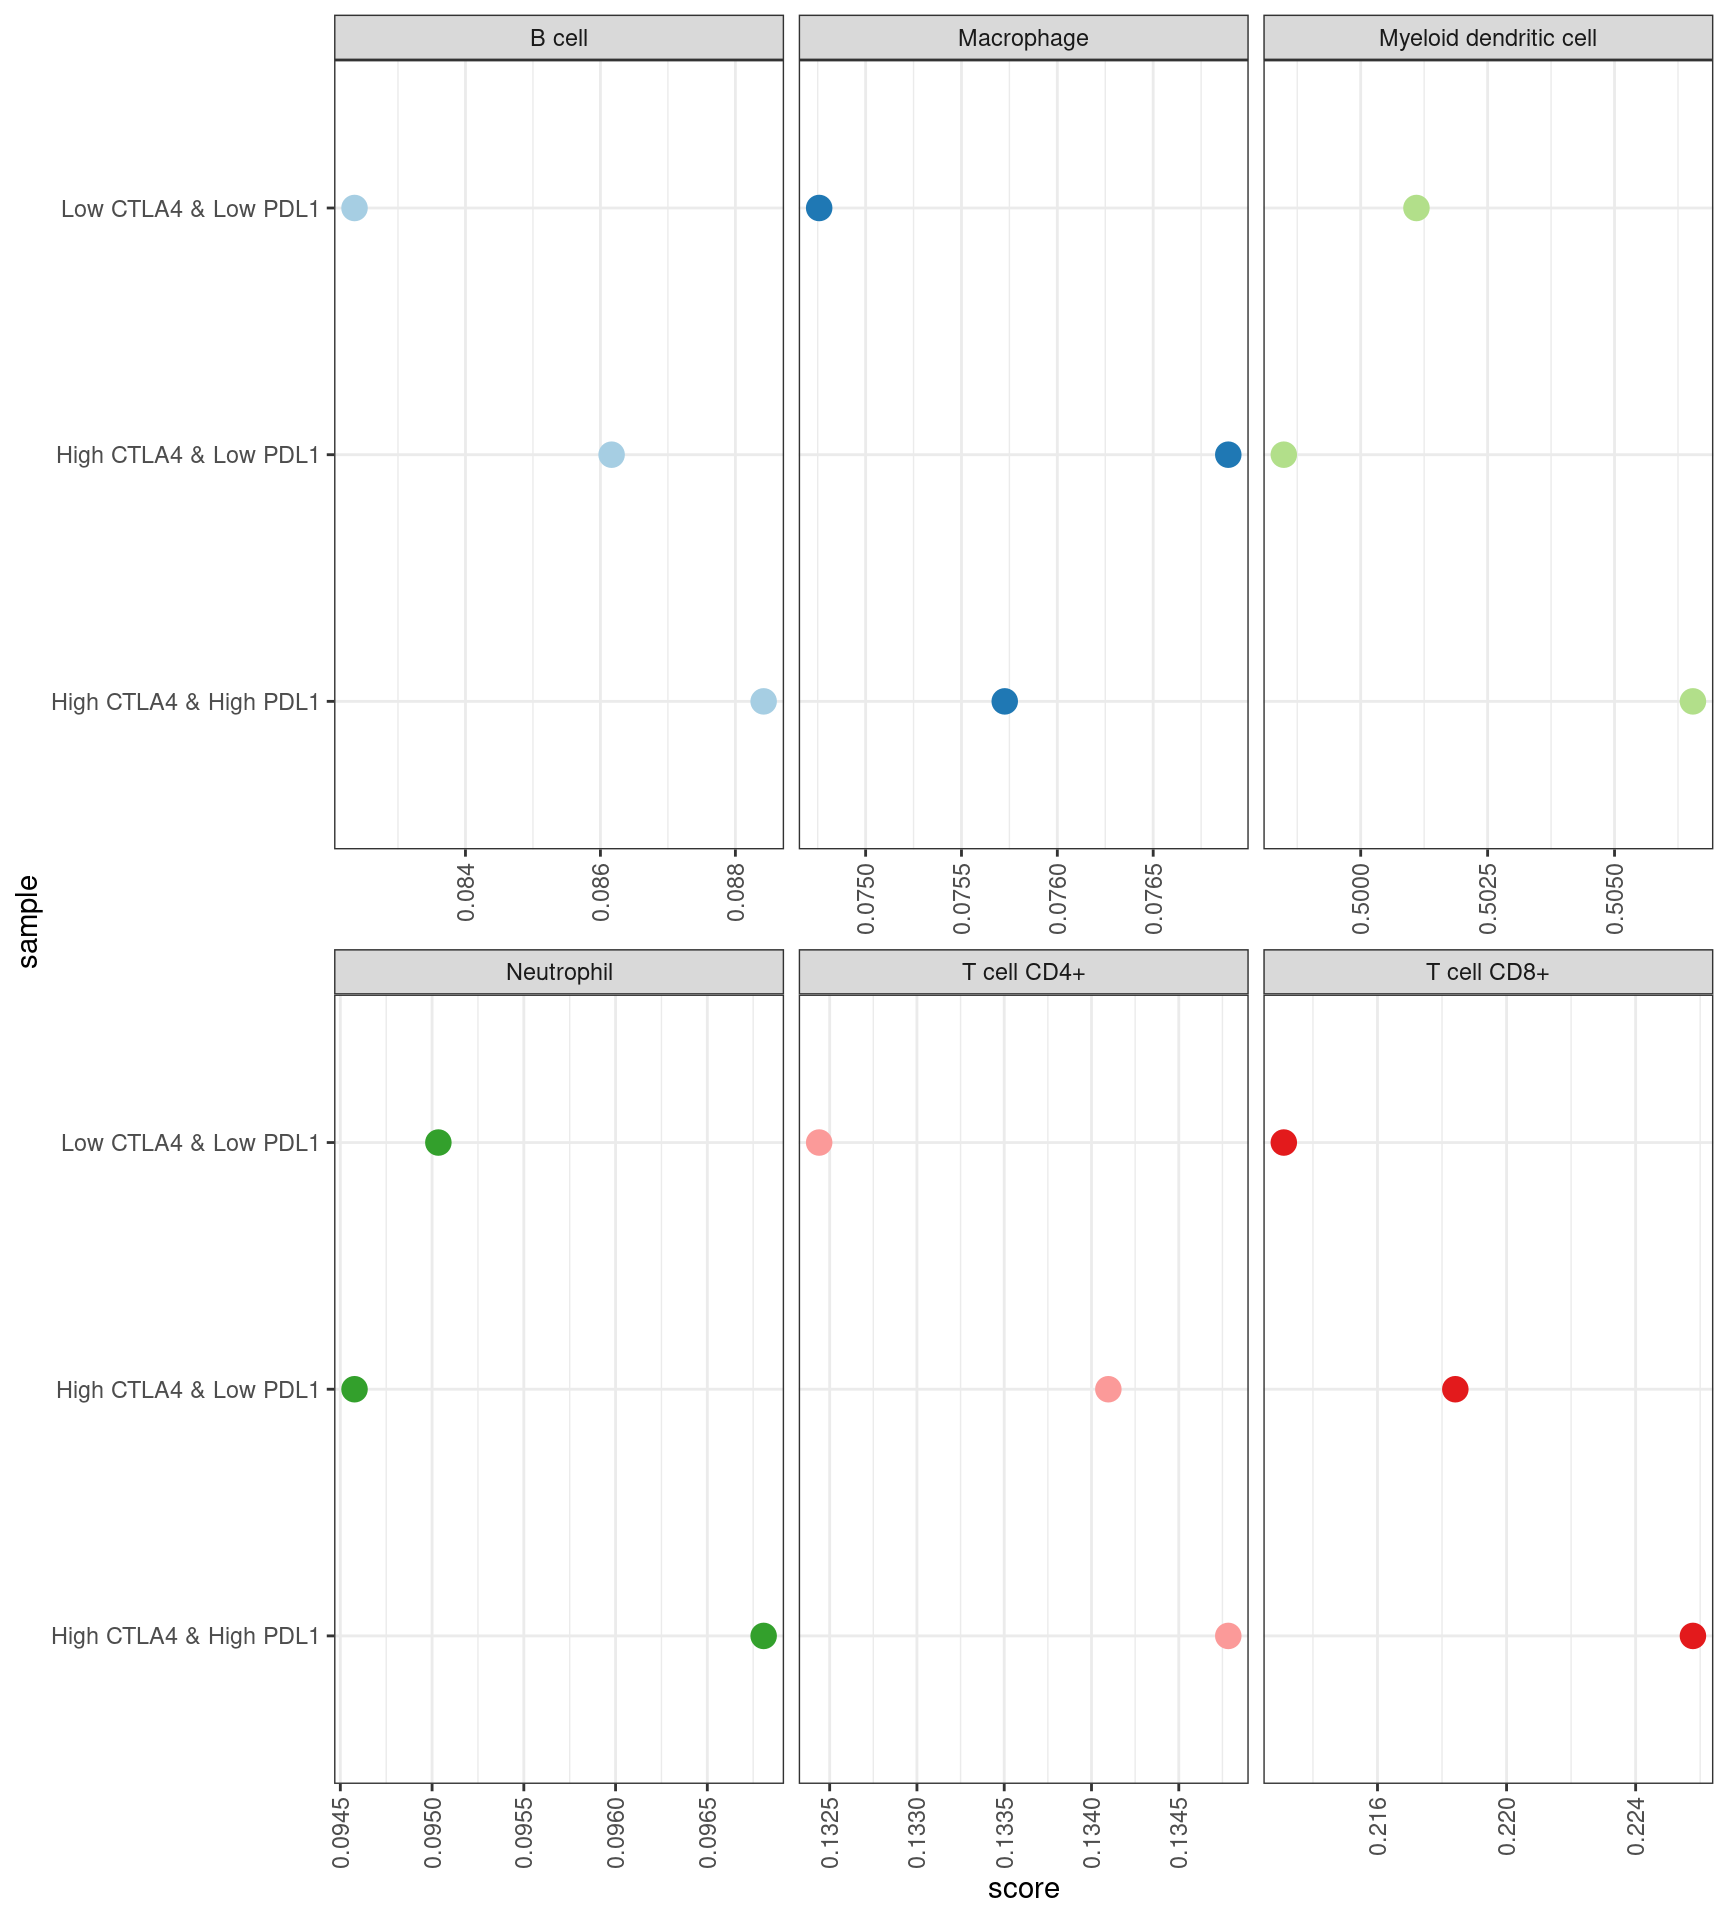 B cell
Macrophage
Myeloid dendritic cell
Low CTLA4 & Low PDL1
High CTLA4 & Low PDL1
High CTLA4 & High PDL1
0.084
0.086
0.088
0.0750
0.0755
0.0760
0.0765
0.5000
0.5025
0.5050
sample
Neutrophil
T cell CD4+
T cell CD8+
Low CTLA4 & Low PDL1
High CTLA4 & Low PDL1
High CTLA4 & High PDL1
0.0945
0.0950
0.0955
0.0960
0.0965
0.1325
0.1330
0.1335
0.1340
0.1345
0.216
0.220
0.224
score